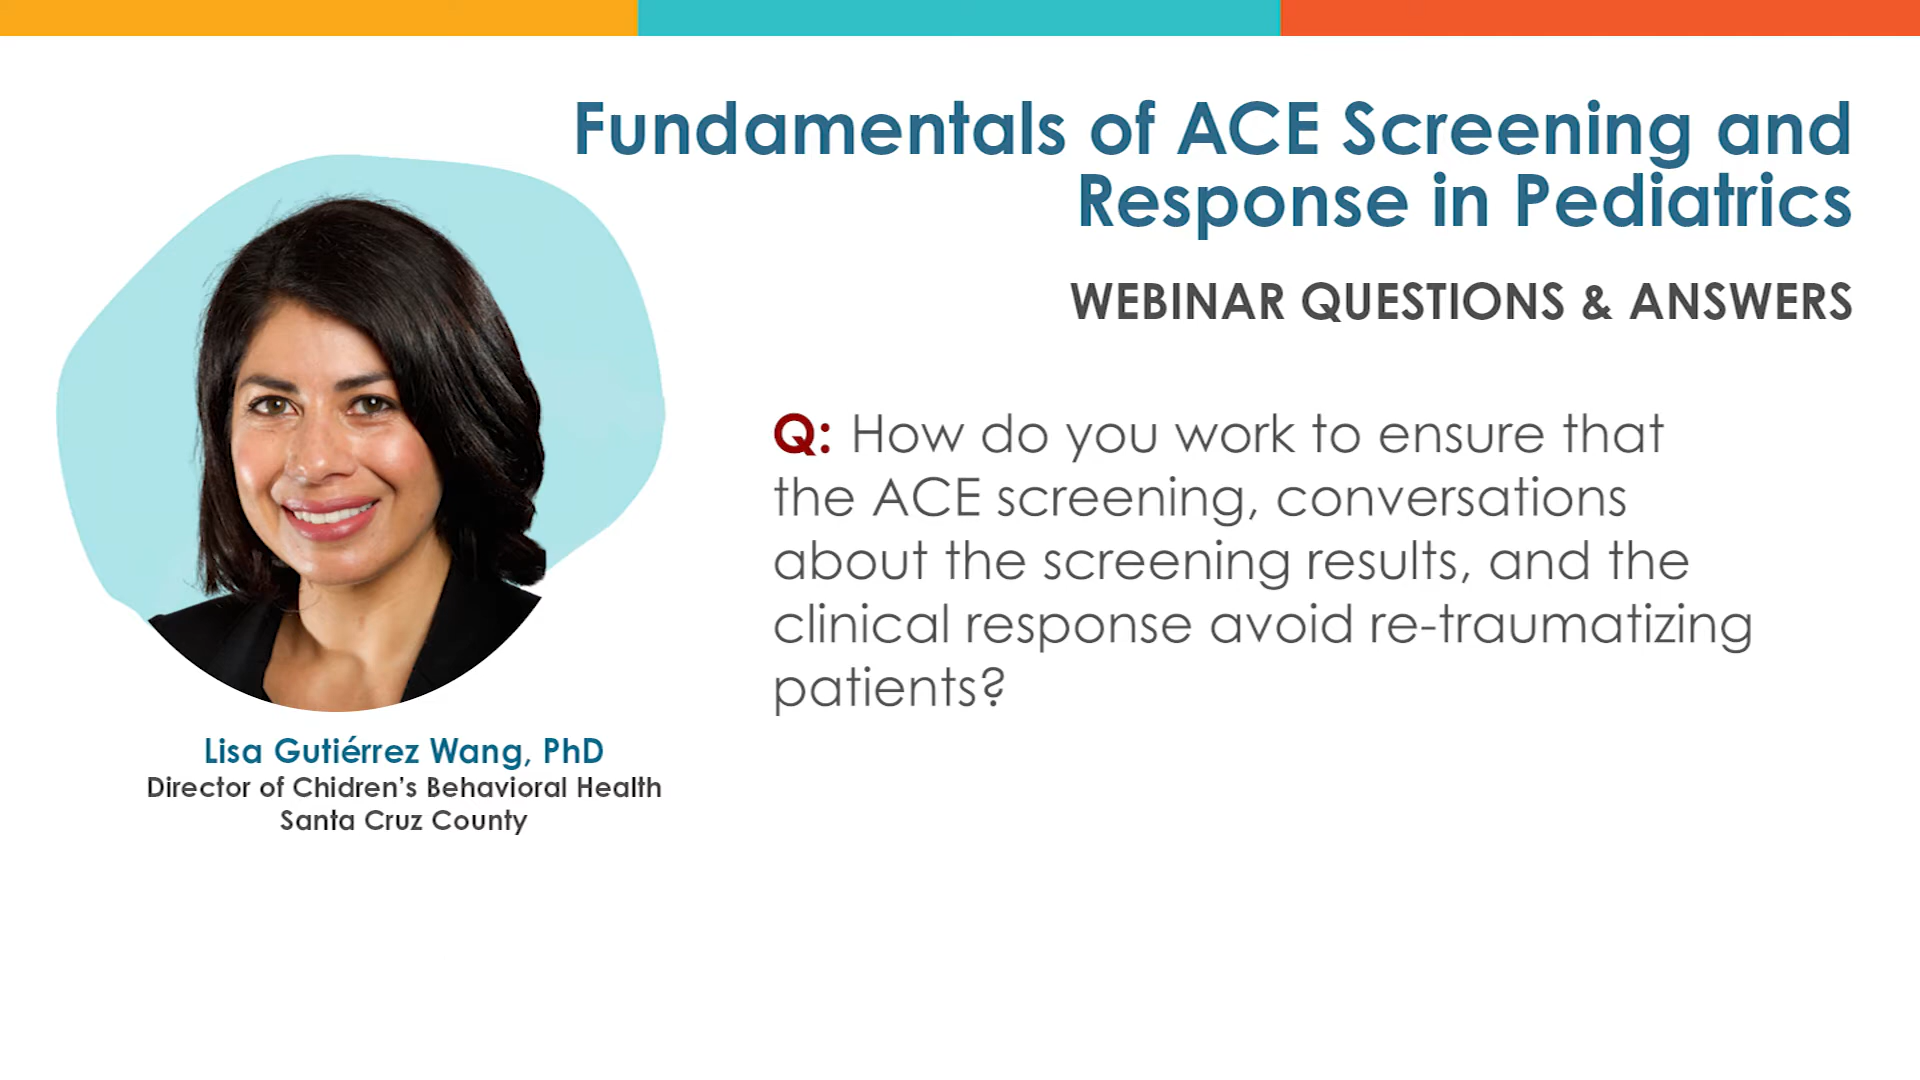 Fundamentals of ACE Screening and
Response in Pediatrics
WEBINAR QUESTIONS & ANSWERS
Q: How do you work to ensure that
the ACE screening, conversations
about the screening results, and the
clinical response avoid re-traumatizing
patients?
Lisa Gutiérrez Wang, PhD
Director of Chidren’s Behavioral Health
Santa Cruz County